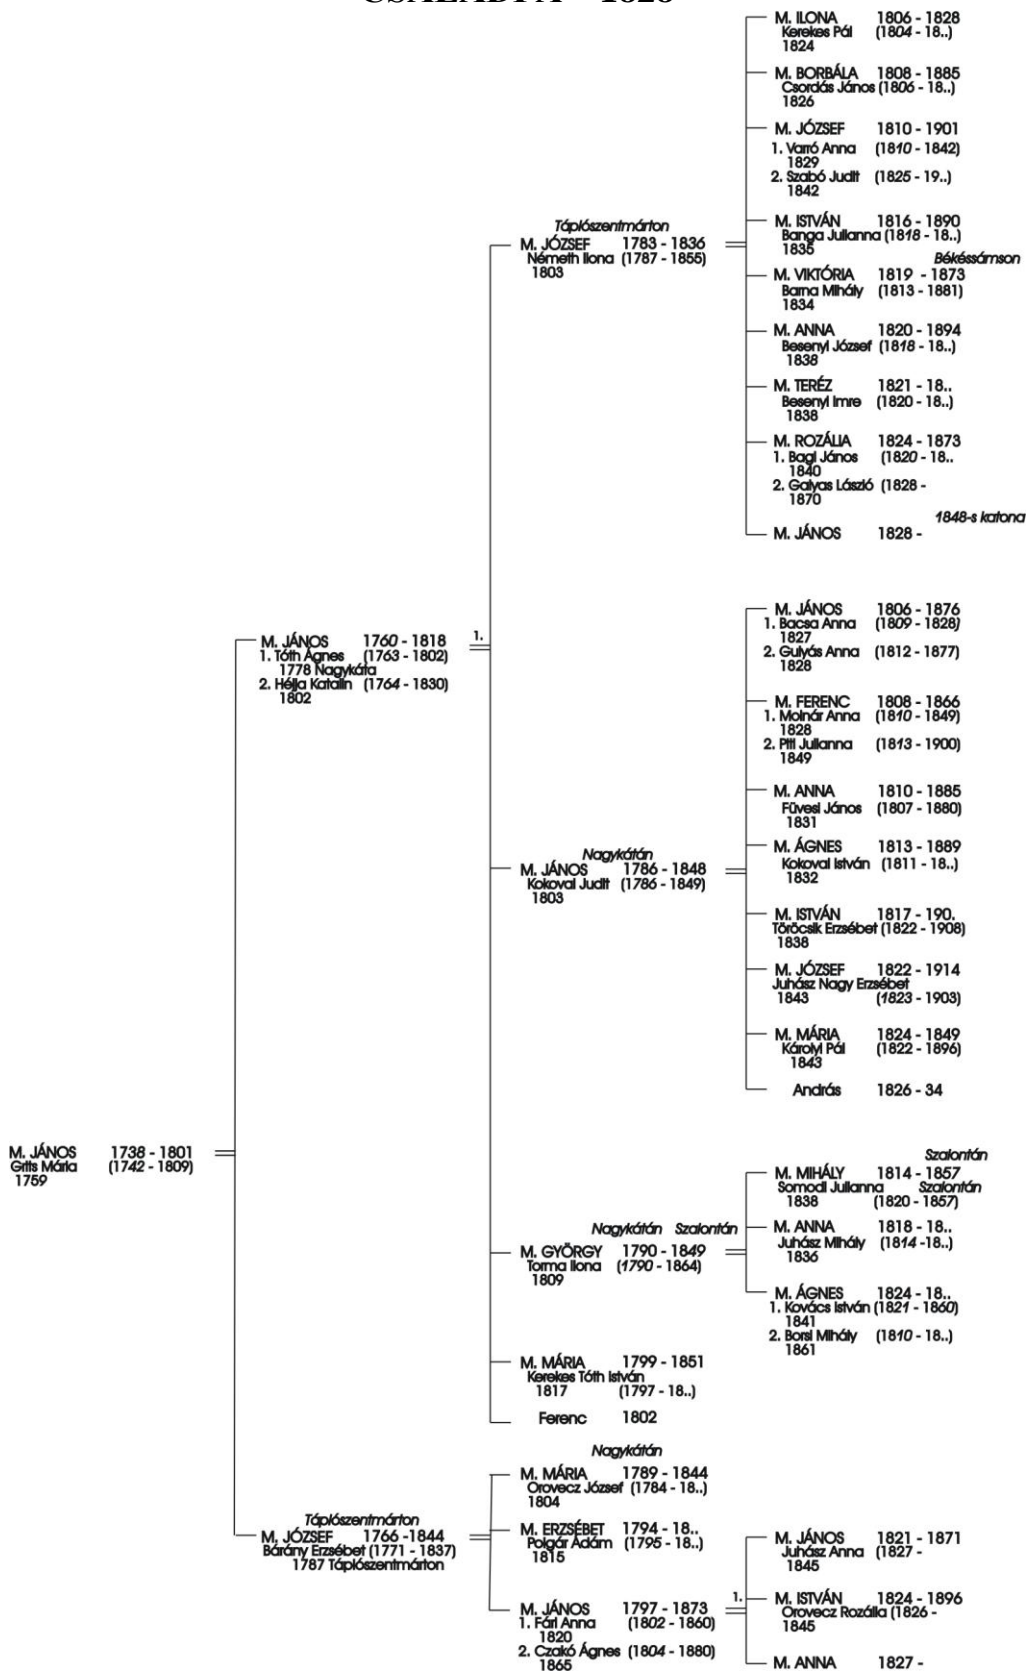 CSALÁDFA - 1828
M. ILONA 1806 - 1828
Kerekes Pál (1804 - 18..)
1824
M. BORBÁLA 1808 - 1885
Csordás János (1806 - 18..)
1826
M. JÓZSEF 1810 - 1901
1. Varró Anna (1810 - 1842)
1829
2. Szabó Judit (1825 - 19..)
1842
M. ISTVÁN 1816 - 1890
Banga Julianna (1818 - 18..)
1835
Békéssámson
M. VIKTÓRIA 1819 - 1873
Barna Mihály (1813 - 1881)
1834
M. ANNA 1820 - 1894
Besenyi József (1818 - 18..)
1838
M. TERÉZ 1821 - 18..
Besenyi Imre (1820 - 18..)
1838
M. ROZÁLIA 1824 - 1873
1. Bagi János (1820 - 18..
1840
2. Galyas László (1828 -
1870
1848-s katona
M. JÁNOS 1828 -
Táplószentmárton
M. JÓZSEF 1783 - 1836
Németh Ilona (1787 - 1855)
1803
M. JÁNOS 1760 - 1818 1.
1. Tóth Ágnes (1763 - 1802)
1778 Nagykáta
2. Héjja Katalin (1764 - 1830)
1802
M. JÁNOS 1806 - 1876
1. Bacsa Anna (1809 - 1828)
1827
2. Gulyás Anna (1812 - 1877)
1828
M. FERENC 1808 - 1866
1. Molnár Anna (1810 - 1849)
1828
2. Pitl Julianna (1813 - 1900)
1849
M. ANNA 1810 - 1885
Füvesi János (1807 - 1880)
1831
M. ÁGNES 1813 - 1889
Kokovai István (1811 - 18..)
1832
M. ISTVÁN 1817 - 190.
Töröcsik Erzsébet (1822 - 1908)
1838
M. JÓZSEF 1822 - 1914
Juhász Nagy Erzsébet
1843 (1823 - 1903)
M. MÁRIA 1824 - 1849
Károlyi Pál (1822 - 1896)
1843
András 1826 - 34
Nagykátán
M. JÁNOS 1786 - 1848
Kokovai Judit (1786 - 1849)
1803
M. JÁNOS 1738 - 1801
Grits Mária (1742 - 1809)
1759
Szalontán
M. MIHÁLY 1814 - 1857
Somodi Julianna Szalontán
1838 (1820 - 1857)
M. ANNA 1818 - 18..
Juhász Mihály (1814 -18..)
1836
M. ÁGNES 1824 - 18..
1. Kovács István (1821 - 1860)
1841
2. Borsi Mihály (1810 - 18..)
1861
Nagykátán Szalontán
M. GYÖRGY 1790 - 1849
Torma Ilona (1790 - 1864)
1809
M. MÁRIA 1799 - 1851
Kerekes Tóth István
1817 (1797 - 18..)
Ferenc 1802
Nagykátán
M. MÁRIA 1789 - 1844
Orovecz József (1784 - 18..)
1804
Táplószentmárton
M. JÓZSEF 1766 -1844
Bárány Erzsébet (1771 - 1837)
1787 Táplószentmárton
M. ERZSÉBET 1794 - 18..
Polgár Ádám (1795 - 18..)
1815
M. JÁNOS 1797 - 1873 1.
1. Fári Anna (1802 - 1860)
1820
2. Czakó Ágnes (1804 - 1880)
1865
M. JÁNOS 1821 - 1871
Juhász Anna (1827 -
1845
M. ISTVÁN 1824 - 1896
Orovecz Rozália (1826 -
1845
M. ANNA 1827 -